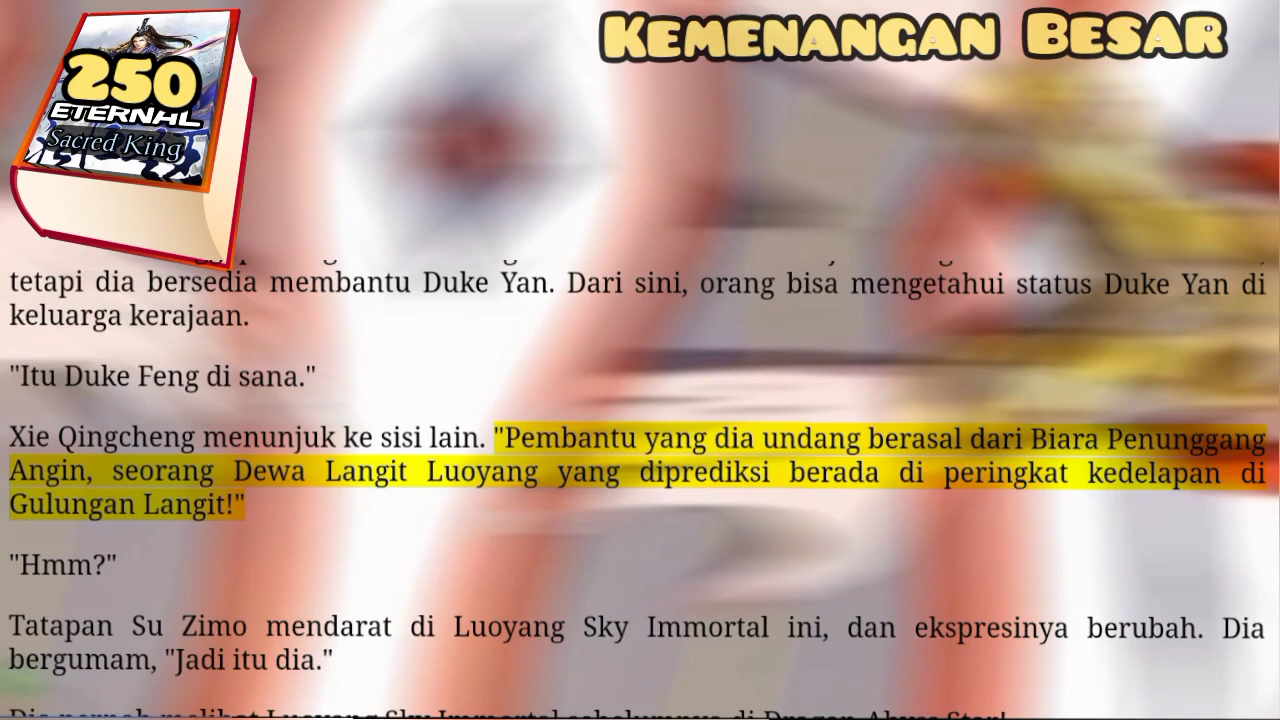 KEMENANGAN BESAR
250
ETERNAL
Sacred King
tetapi dia bersedia membantu Duke Yan. Dari sini, orang bisa mengetahui status Duke Yan di
keluarga kerajaan.
"Itu Duke Feng di sana."
Xie Qingcheng menunjuk ke sisi lain. "Pembantu yang dia undang berasal dari Biara Penunggang
Angin, seorang Dewa Langit Luoyang yang diprediksi berada di peringkat kedelapan di
Gulungan Langit!"
"Hmm?"
Tatapan Su Zimo mendarat di Luoyang Sky Immortal ini, dan ekspresinya berubah. Dia
bergumam, "Jadi itu dia."